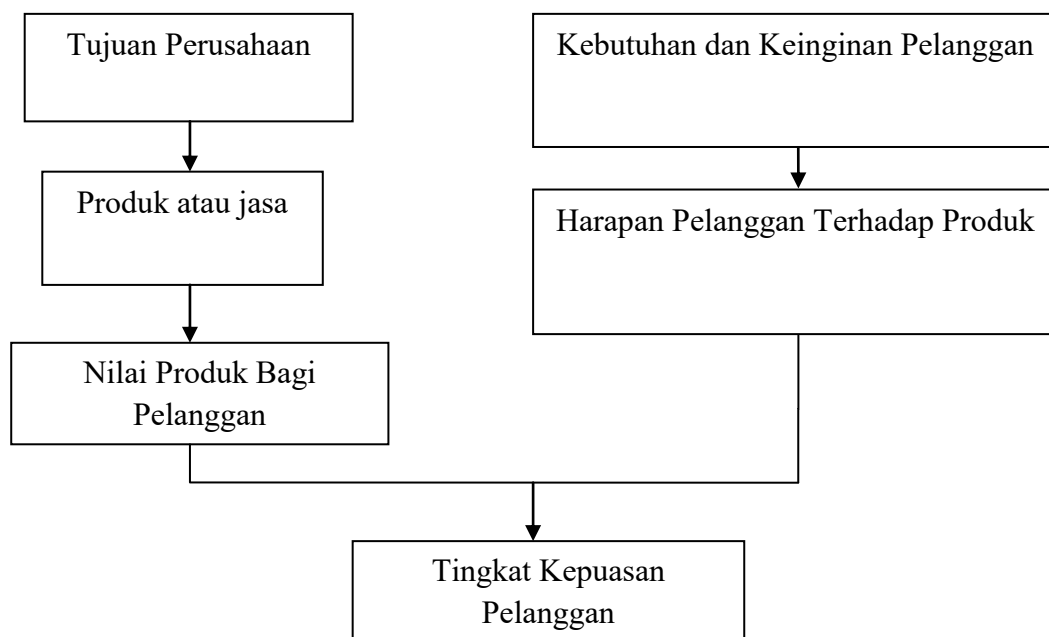 Tujuan Perusahaan
Kebutuhan dan Keinginan Pelanggan
Produk atau jasa
Harapan Pelanggan Terhadap Produk
Nilai Produk Bagi
Pelanggan
Tingkat Kepuasan
Pelanggan